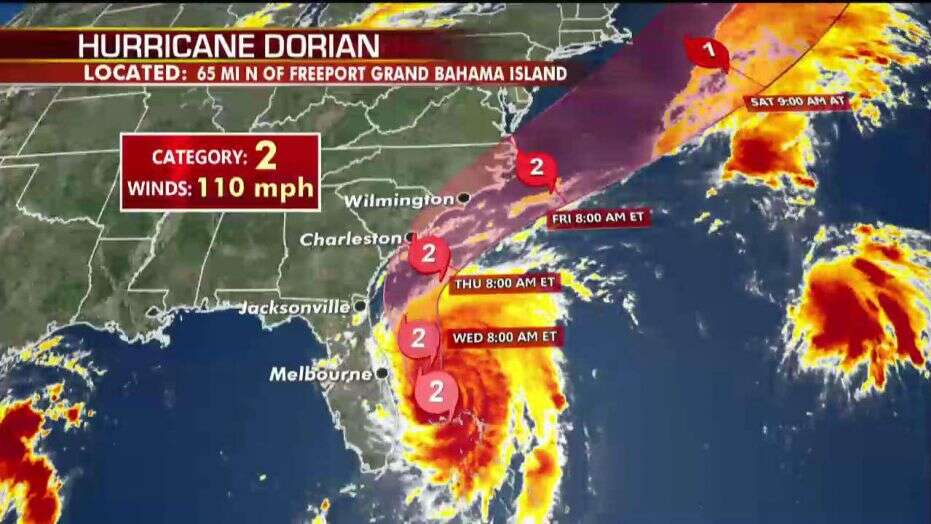 HURRICANE DORIAN
LOCATED: 65 MI N OF FREEPORT GRAND BAHAMA ISLAND
CATEGORY: 2
WINDS: 110 mph
1
SAT 9:00 AM AT
2
FRI 8:00 AM ET
Wilmington
Charleston
2
THU 8:00 AM ET
Jacksonville
2
WED 8:00 AM ET
Melbourne
2